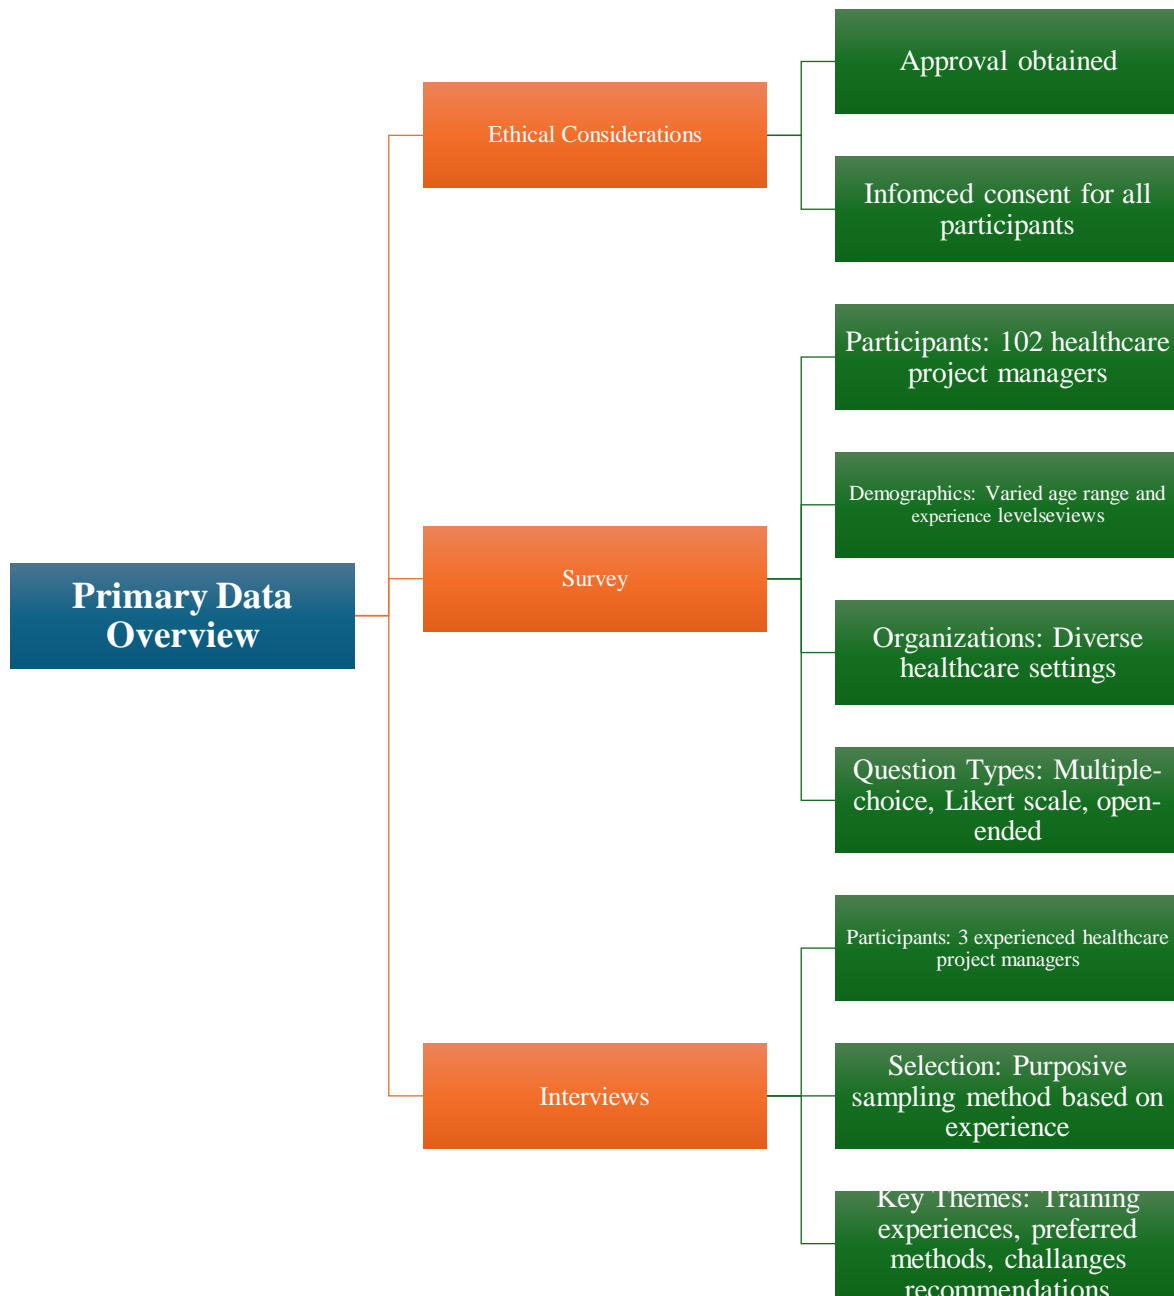 Primary Data
Overview
Ethical Considerations
Approval obtained
Infomced consent for all
participants
Survey
Participants: 102 healthcare
project managers
Demographics: Varied age range and
experience levelseviews
Organizations: Diverse
healthcare settings
Question Types: Multiple-
choice, Likert scale, open-
ended
Interviews
Participants: 3 experienced healthcare
project managers
Selection: Purposive
sampling method based on
experience
Key Themes: Training
experiences, preferred
methods, challanges
recommendations